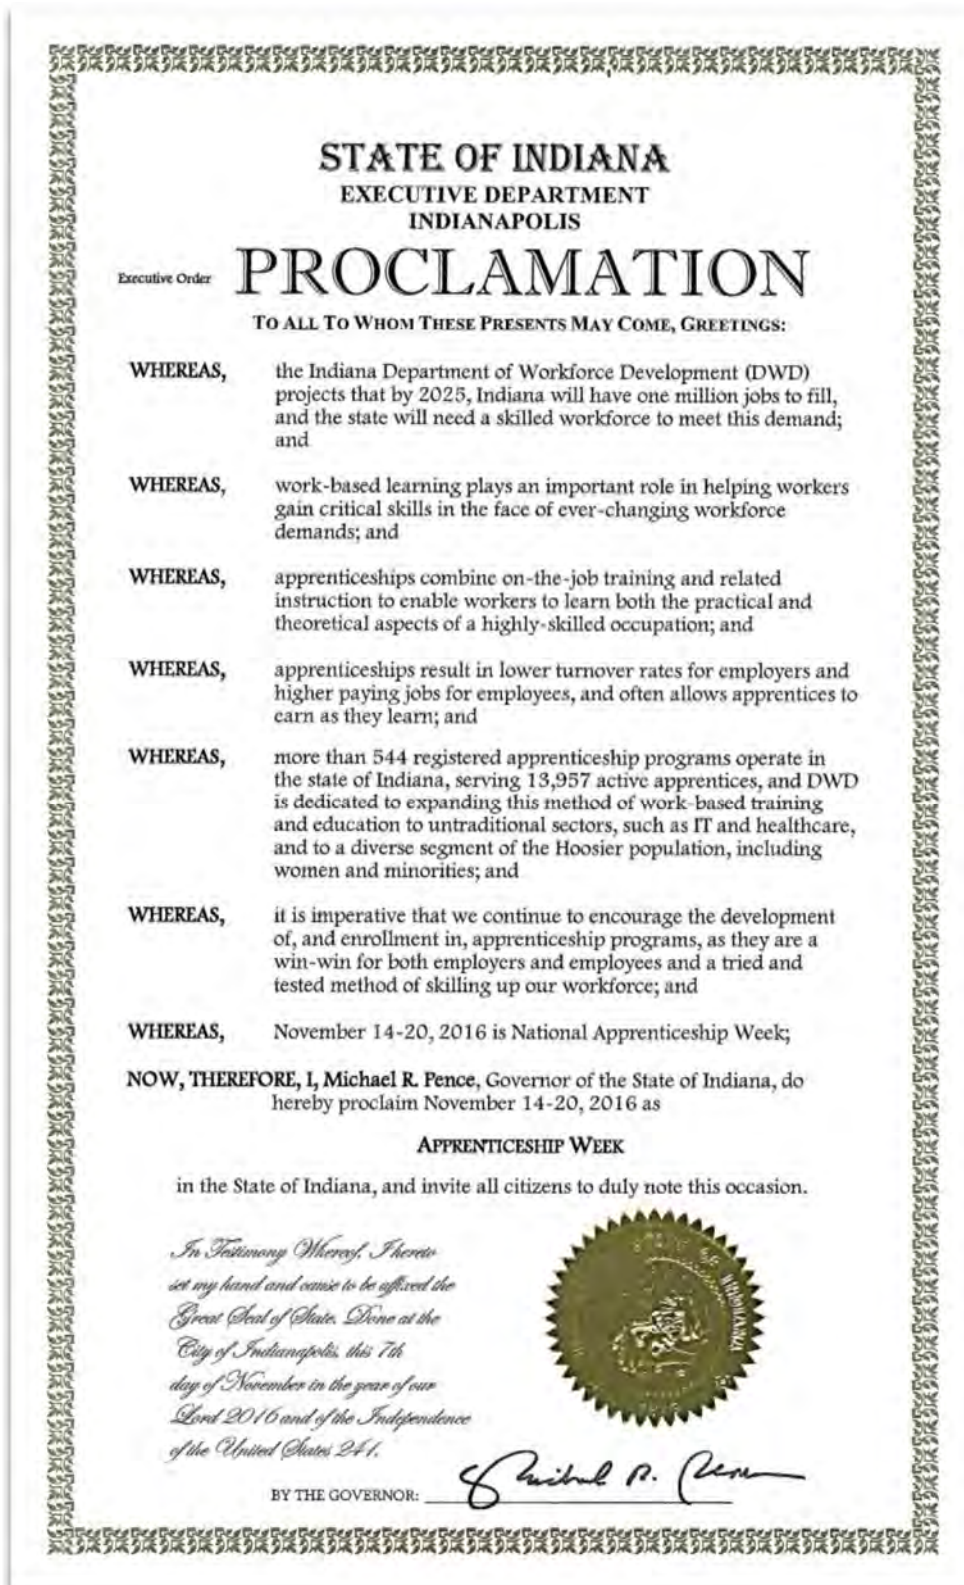 STATE OF INDIANA
EXECUTIVE DEPARTMENT
INDIANAPOLIS
Executive Order PROCLAMATION
TO ALL TO WHOM THESE PRESENTS MAY COME, GREETINGS:
WHEREAS, the Indiana Department of Workforce Development (DWD)
projects that by 2025, Indiana will have one million jobs to fill,
and the state will need a skilled workforce to meet this demand;
and
WHEREAS, work-based learning plays an important role in helping workers
gain critical skills in the face of ever-changing workforce
demands; and
WHEREAS, apprenticeships combine on-the-job training and related
instruction to enable workers to learn both the practical and
theoretical aspects of a highly-skilled occupation; and
WHEREAS, apprenticeships result in lower turnover rates for employers and
higher paying jobs for employees, and often allows apprentices to
earn as they learn; and
WHEREAS, more than 544 registered apprenticeship programs operate in
the state of Indiana, serving 13,957 active apprentices, and DWD
is dedicated to expanding this method of work-based training
and education to untraditional sectors, such as IT and healthcare,
and to a diverse segment of the Hoosier population, including
women and minorities; and
WHEREAS, it is imperative that we continue to encourage the development
of, and enrollment in, apprenticeship programs, as they are a
win-win for both employers and employees and a tried and
tested method of skilling up our workforce; and
WHEREAS, November 14-20, 2016 is National Apprenticeship Week;
NOW, THEREFORE, I, Michael R. Pence, Governor of the State of Indiana, do
hereby proclaim November 14-20, 2016 as
APPRENTICESHIP WEEK
in the State of Indiana, and invite all citizens to duly note this occasion.
In Testimony Whereof, I hereto
set my hand and cause to be affixed the
Great Seal of State. Done at the
City of Indianapolis, this 7th
day of November in the year of our
Lord 2016 and of the Independence
of the United States 241.
BY THE GOVERNOR: Michael R. Pence
INDIANA